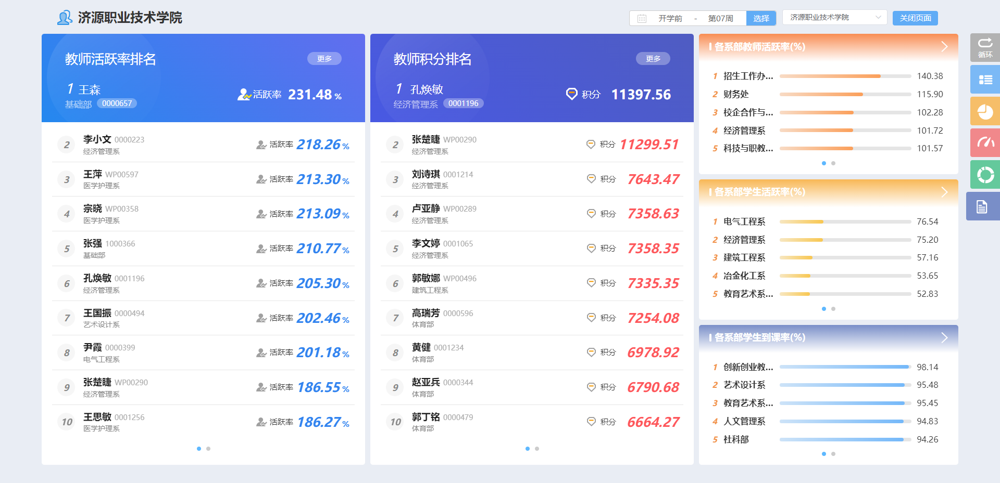 济源职业技术学院
开学前 - 第07周 选择
济源职业技术学院
关闭页面
教师活跃率排名 更多
1 王森
基础部 0000657
活跃率 231.48 %
2 李小文 0000223
经济管理系
活跃率 218.26 %
3 王萍 WP00597
医学护理系
活跃率 213.30 %
4 宗晓 WP00358
医学护理系
活跃率 213.09 %
5 张强 1000366
基础部
活跃率 210.77 %
6 孔焕敏 0001196
经济管理系
活跃率 205.30 %
7 王国振 0000494
艺术设计系
活跃率 202.46 %
8 尹霞 0000399
电气工程系
活跃率 201.18 %
9 张楚睫 WP00290
经济管理系
活跃率 186.55 %
10 王思敏 0001256
医学护理系
活跃率 186.27 %
教师积分排名 更多
1 孔焕敏
经济管理系 0001196
积分 11397.56
2 张楚睫 WP00290
经济管理系
积分 11299.51
3 刘诗琪 0001214
经济管理系
积分 7643.47
4 卢亚静 WP00289
经济管理系
积分 7358.63
5 李文婷 0001065
经济管理系
积分 7358.35
6 郭敏娜 WP00496
建筑工程系
积分 7335.35
7 高瑞芳 0000596
体育部
积分 7254.08
8 黄健 0001234
体育部
积分 6978.92
9 赵亚兵 0000344
体育部
积分 6790.68
10 郭丁铭 0000479
体育部
积分 6664.27
各系部教师活跃率(%)
1 招生工作办... 140.38
2 财务处 115.90
3 校企合作与... 102.28
4 经济管理系 101.72
5 科技与职教... 101.57
各系部学生活跃率(%)
1 电气工程系 76.54
2 经济管理系 75.20
3 建筑工程系 57.16
4 冶金化工系 53.65
5 教育艺术系... 52.83
各系部学生到课率(%)
1 创新创业教... 98.14
2 艺术设计系 95.48
3 教育艺术系... 95.45
4 人文管理系 94.83
5 社科部 94.26
循环